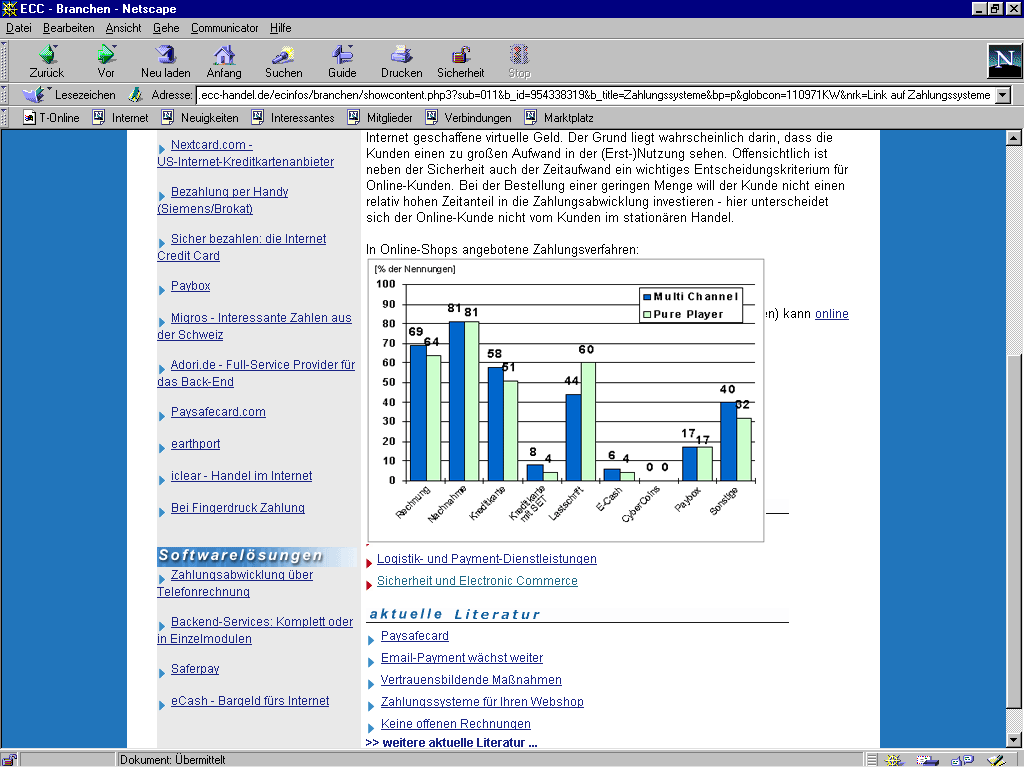 ECC - Branchen - Netscape
Datei Bearbeiten Ansicht Gehe Communicator Hilfe
Zurück Vor Neu laden Anfang Suchen Guide Drucken Sicherheit Stop
N
Lesezeichen Adresse: ecc-handel.de/ecinfos/branchen/showcontent.php3?sub=011&b_id=954338319&b_title=Zahlungssysteme&bp=p&globcon=110971KW&nrk=Link auf Zahlungssysteme
T-Online Internet Neuigkeiten Interessantes Mitglieder Verbindungen Marktplatz
Nextcard.com -
US-Internet-Kreditkartenanbieter
Bezahlung per Handy
(Siemens/Brokat)
Sicher bezahlen: die Internet
Credit Card
Paybox
Migros - Interessante Zahlen aus
der Schweiz
Adori.de - Full-Service Provider für
das Back-End
Paysafecard.com
earthport
iclear - Handel im Internet
Bei Fingerdruck Zahlung
Softwarelösungen
Zahlungsabwicklung über
Telefonrechnung
Backend-Services: Komplett oder
in Einzelmodulen
Saferpay
eCash - Bargeld fürs Internet
Internet geschaffene virtuelle Geld. Der Grund liegt wahrscheinlich darin, dass die
Kunden einen zu großen Aufwand in der (Erst-)Nutzung sehen. Offensichtlich ist
neben der Sicherheit auch der Zeitaufwand ein wichtiges Entscheidungskriterium für
Online-Kunden. Bei der Bestellung einer geringen Menge will der Kunde nicht einen
relativ hohen Zeitanteil in die Zahlungsabwicklung investieren - hier unterscheidet
sich der Online-Kunde nicht vom Kunden im stationären Handel.
In Online-Shops angebotene Zahlungsverfahren:
[% der Nennungen]
100
90
80
70
60
50
40
30
20
10
0
Multi Channel
Pure Player
69 64
81 81
58 51
8 4
44 60
6 4
0 0
17 17
40 32
Rechnung
Nachnahme
Kreditkarte
Kreditkarte
mit SET
Lastschrift
E-Cash
CyberCoins
Paybox
Sonstige
en) kann online
Logistik- und Payment-Dienstleistungen
Sicherheit und Electronic Commerce
aktuelle Literatur
Paysafecard
Email-Payment wächst weiter
Vertrauensbildende Maßnahmen
Zahlungssysteme für Ihren Webshop
Keine offenen Rechnungen
>> weitere aktuelle Literatur ...
Dokument: Übermittelt